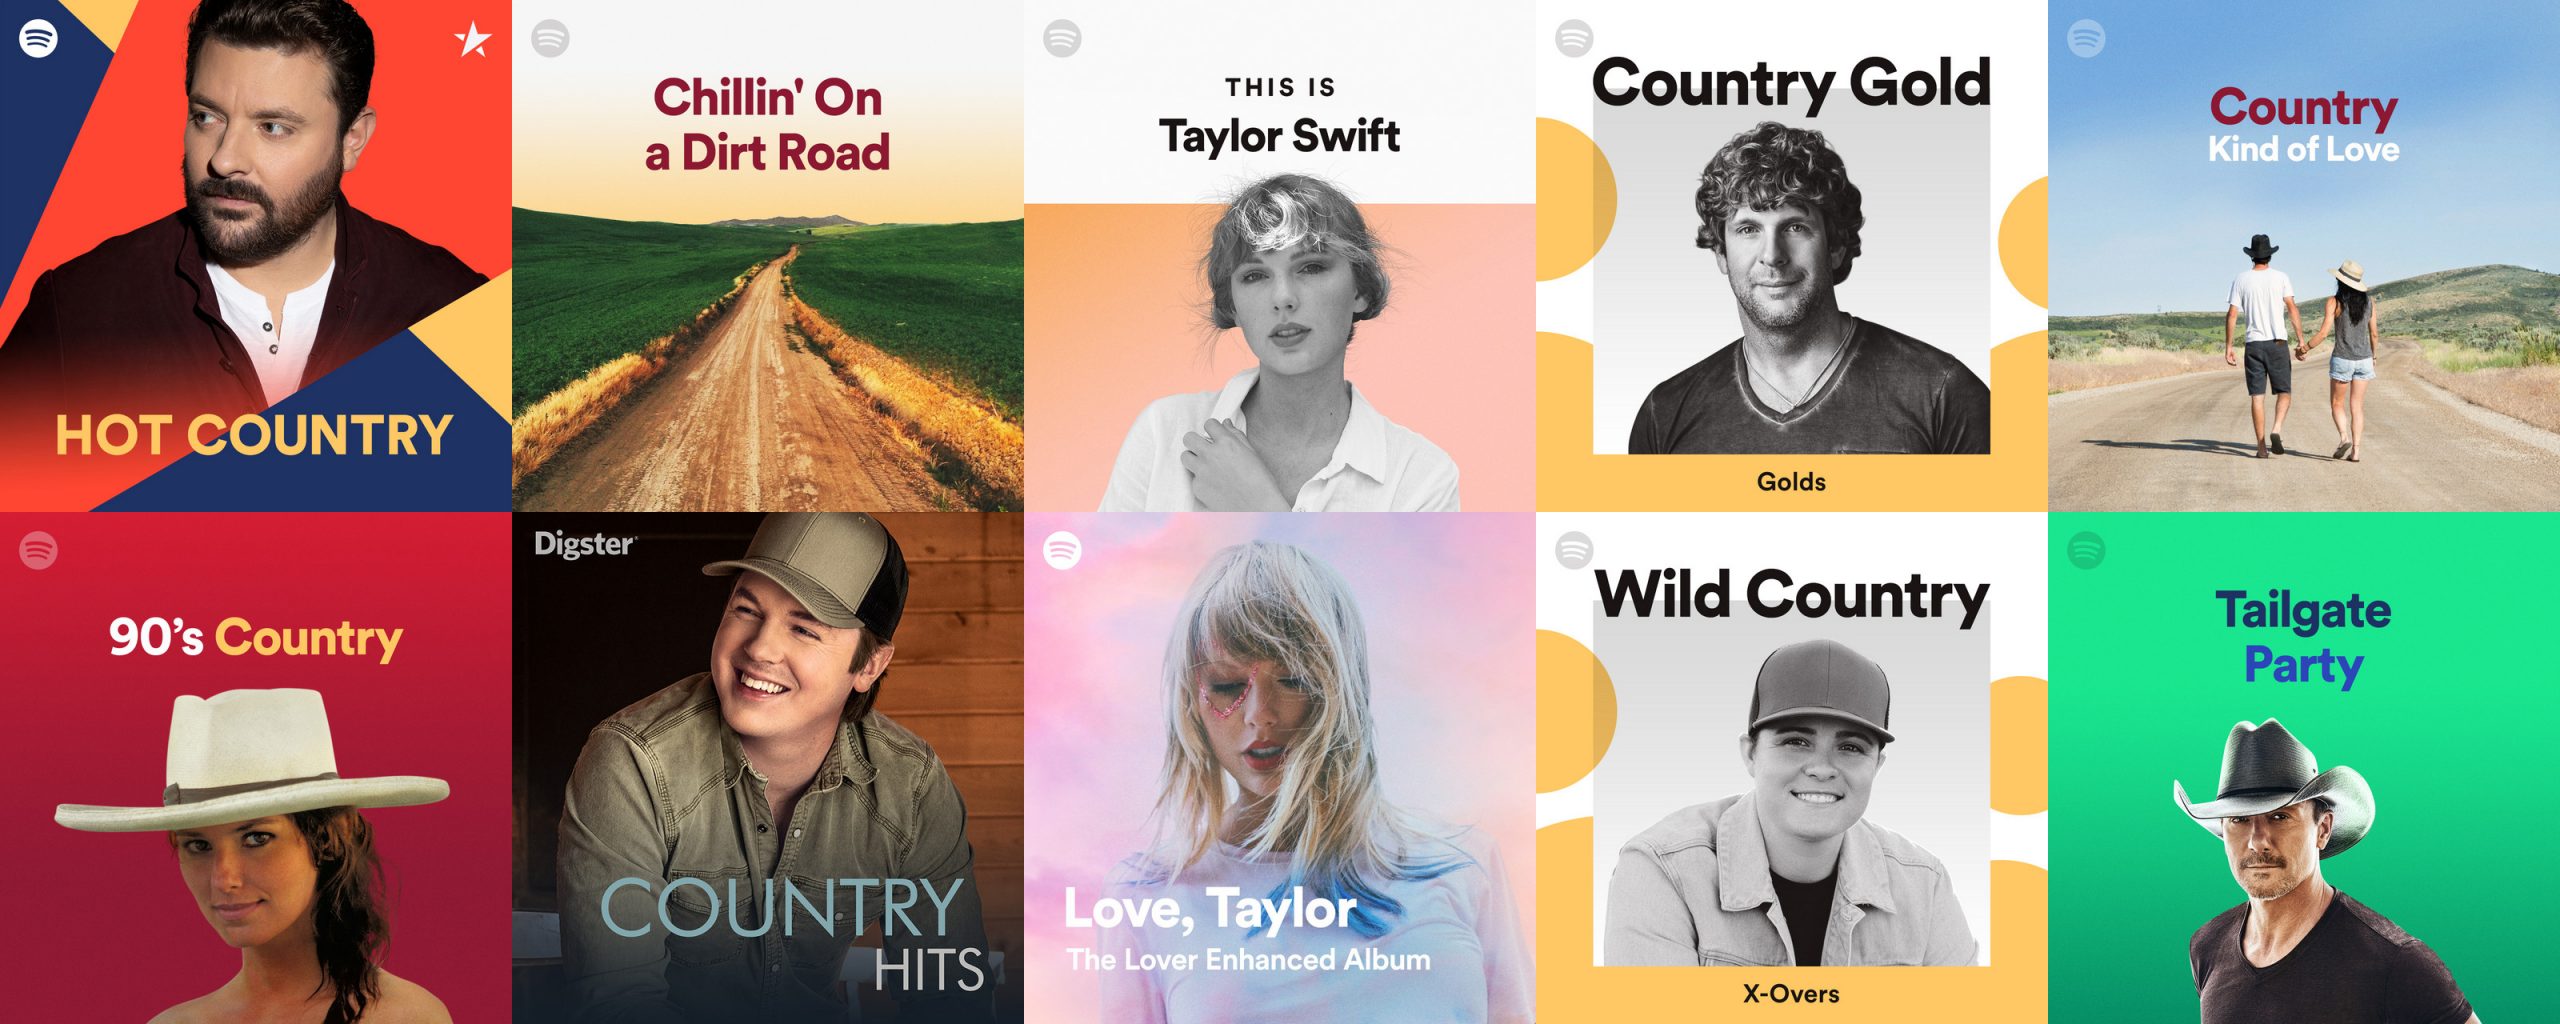 HOT COUNTRY
Chillin' On
a Dirt Road
THIS IS
Taylor Swift
Country Gold
Golds
Country
Kind of Love
90's Country
Digster
COUNTRY
HITS
Love, Taylor
The Lover Enhanced Album
Wild Country
X-Overs
Tailgate
Party